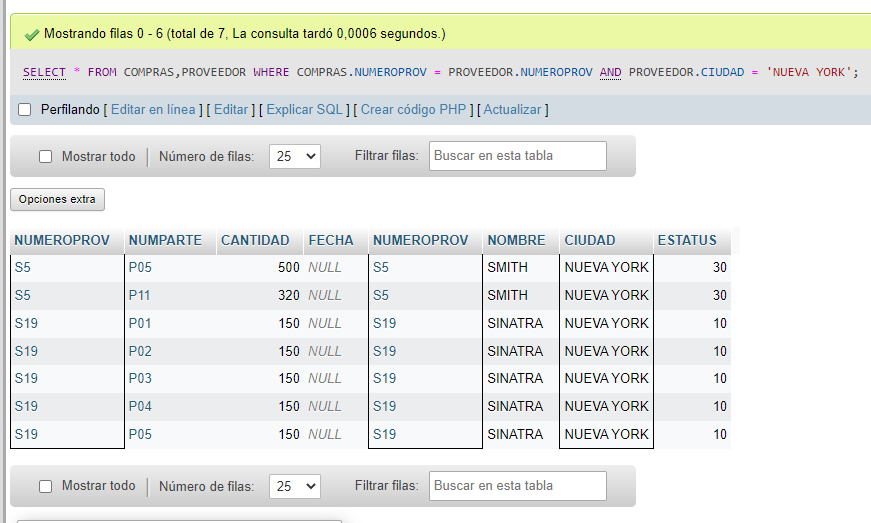 Mostrando filas 0 - 6 (total de 7, La consulta tardó 0,0006 segundos.)
SELECT * FROM COMPRAS,PROVEEDOR WHERE COMPRAS.NUMEROPROV = PROVEEDOR.NUMEROPROV AND PROVEEDOR.CIUDAD = 'NUEVA YORK';
Perfilando [ Editar en línea ] [ Editar ] [ Explicar SQL ] [ Crear código PHP ] [ Actualizar ]
Mostrar todo | Número de filas: 25 Filtrar filas: Buscar en esta tabla
Opciones extra
NUMEROPROV NUMPARTE CANTIDAD FECHA NUMEROPROV NOMBRE CIUDAD ESTATUS
S5 P05 500 NULL S5 SMITH NUEVA YORK 30
S5 P11 320 NULL S5 SMITH NUEVA YORK 30
S19 P01 150 NULL S19 SINATRA NUEVA YORK 10
S19 P02 150 NULL S19 SINATRA NUEVA YORK 10
S19 P03 150 NULL S19 SINATRA NUEVA YORK 10
S19 P04 150 NULL S19 SINATRA NUEVA YORK 10
S19 P05 150 NULL S19 SINATRA NUEVA YORK 10
Mostrar todo | Número de filas: 25 Filtrar filas: Buscar en esta tabla